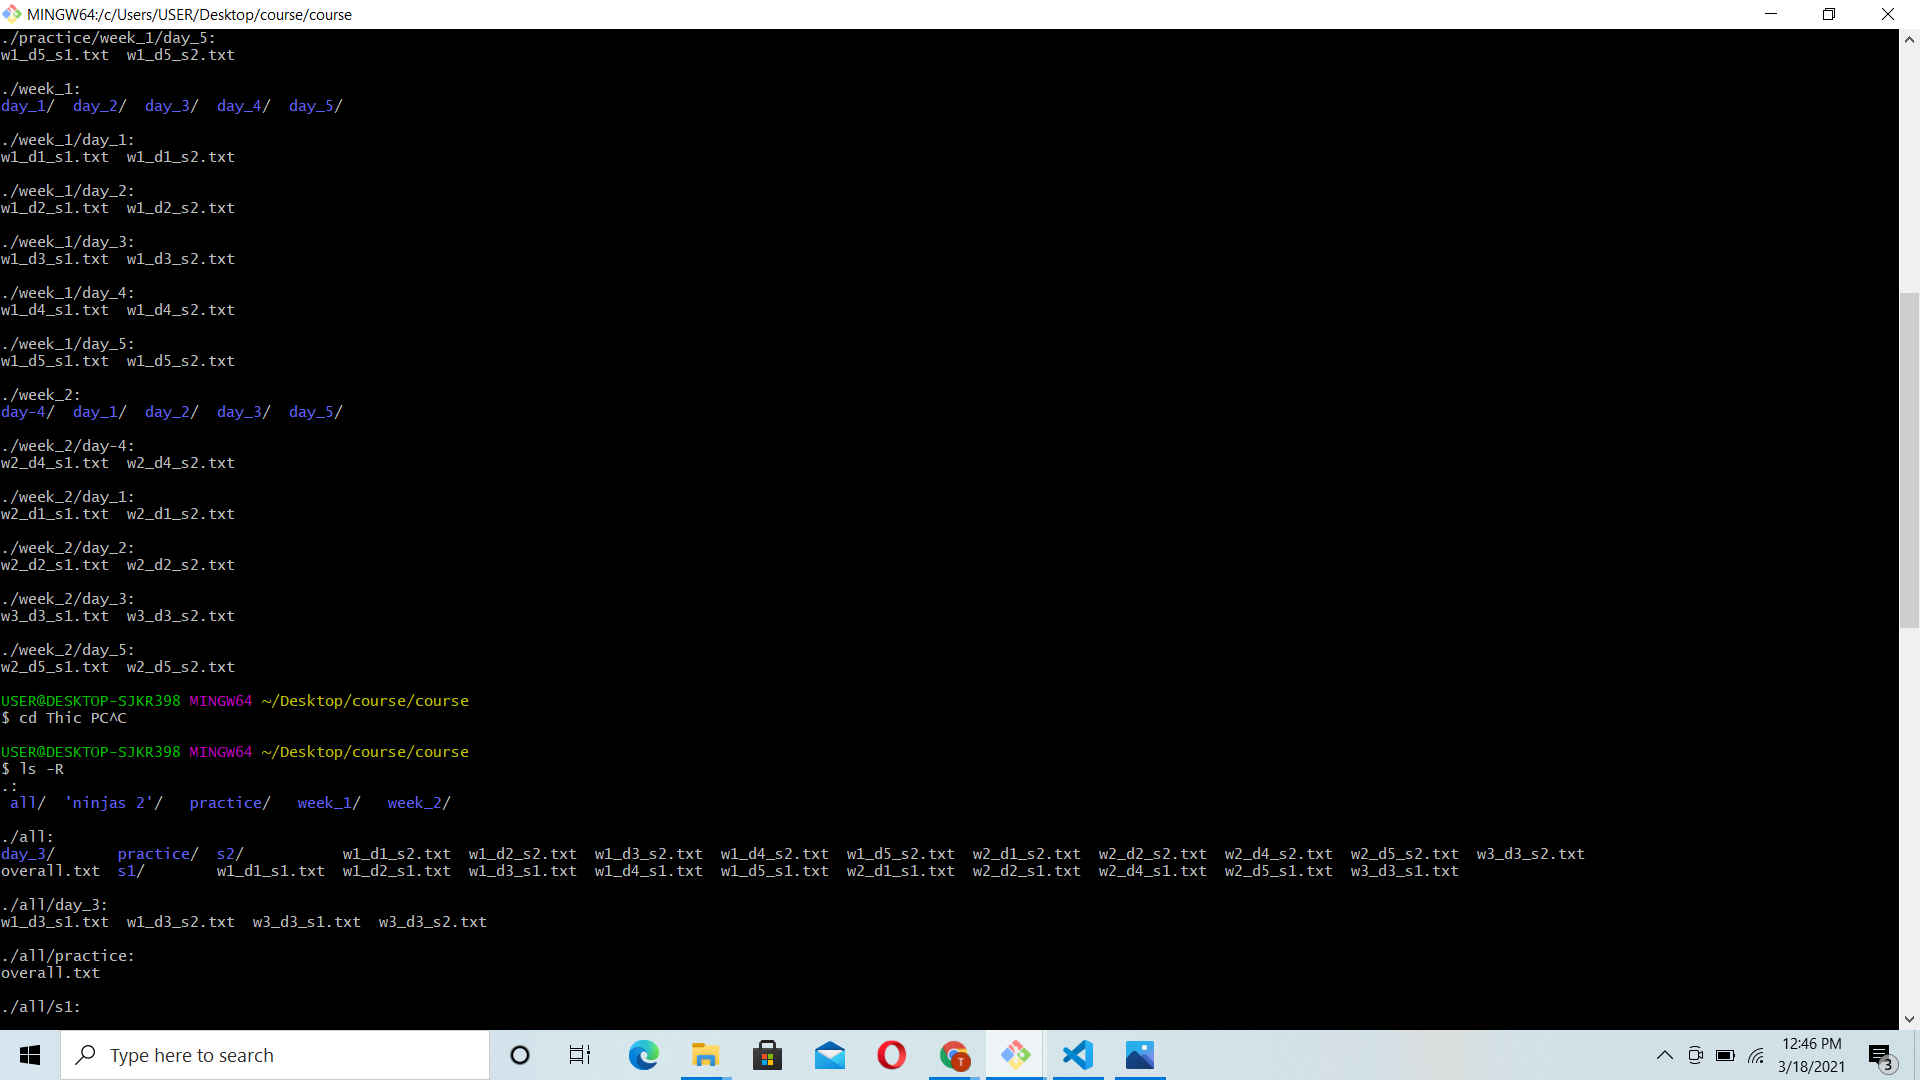 MINGW64:/c/Users/USER/Desktop/course/course
./practice/week_1/day_5:
w1_d5_s1.txt  w1_d5_s2.txt
./week_1:
day_1/  day_2/  day_3/  day_4/  day_5/
./week_1/day_1:
w1_d1_s1.txt  w1_d1_s2.txt
./week_1/day_2:
w1_d2_s1.txt  w1_d2_s2.txt
./week_1/day_3:
w1_d3_s1.txt  w1_d3_s2.txt
./week_1/day_4:
w1_d4_s1.txt  w1_d4_s2.txt
./week_1/day_5:
w1_d5_s1.txt  w1_d5_s2.txt
./week_2:
day-4/  day_1/  day_2/  day_3/  day_5/
./week_2/day-4:
w2_d4_s1.txt  w2_d4_s2.txt
./week_2/day_1:
w2_d1_s1.txt  w2_d1_s2.txt
./week_2/day_2:
w2_d2_s1.txt  w2_d2_s2.txt
./week_2/day_3:
w3_d3_s1.txt  w3_d3_s2.txt
./week_2/day_5:
w2_d5_s1.txt  w2_d5_s2.txt
USER@DESKTOP-SJKR398 MINGW64 ~/Desktop/course/course
$ cd Thic PC^C
USER@DESKTOP-SJKR398 MINGW64 ~/Desktop/course/course
$ ls -R
.:
all/  'ninjas 2'/   practice/   week_1/   week_2/
./all:
day_3/       practice/  s2/           w1_d1_s2.txt  w1_d2_s2.txt  w1_d3_s2.txt  w1_d4_s2.txt  w1_d5_s2.txt  w2_d1_s2.txt  w2_d2_s2.txt  w2_d4_s2.txt  w2_d5_s2.txt  w3_d3_s2.txt
overall.txt  s1/        w1_d1_s1.txt  w1_d2_s1.txt  w1_d3_s1.txt  w1_d4_s1.txt  w1_d5_s1.txt  w2_d1_s1.txt  w2_d2_s1.txt  w2_d4_s1.txt  w2_d5_s1.txt  w3_d3_s1.txt
./all/day_3:
w1_d3_s1.txt  w1_d3_s2.txt  w3_d3_s1.txt  w3_d3_s2.txt
./all/practice:
overall.txt
./all/s1:
Type here to search
T
12:46 PM
3/18/2021
3